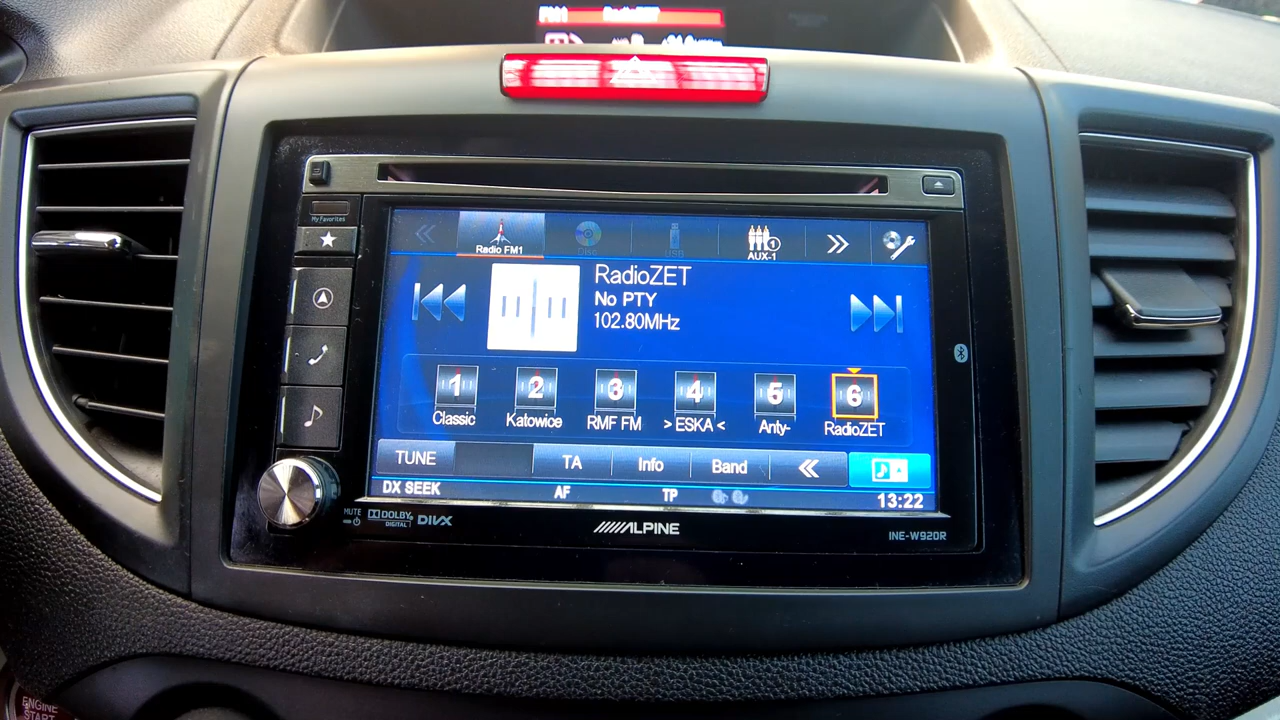 FM1 RadioZET
My Favorites
Radio FM1
Disc
USB
AUX-1
RadioZET
No PTY
102.80MHz
1 2 3 4 5 6
Classic Katowice RMF FM > ESKA < Anty- RadioZET
TUNE TA Info Band
DX SEEK AF TP 13:22
MUTE
DOLBY
DIGITAL
DIVX
ALPINE
INE-W920R
ENGINE
START